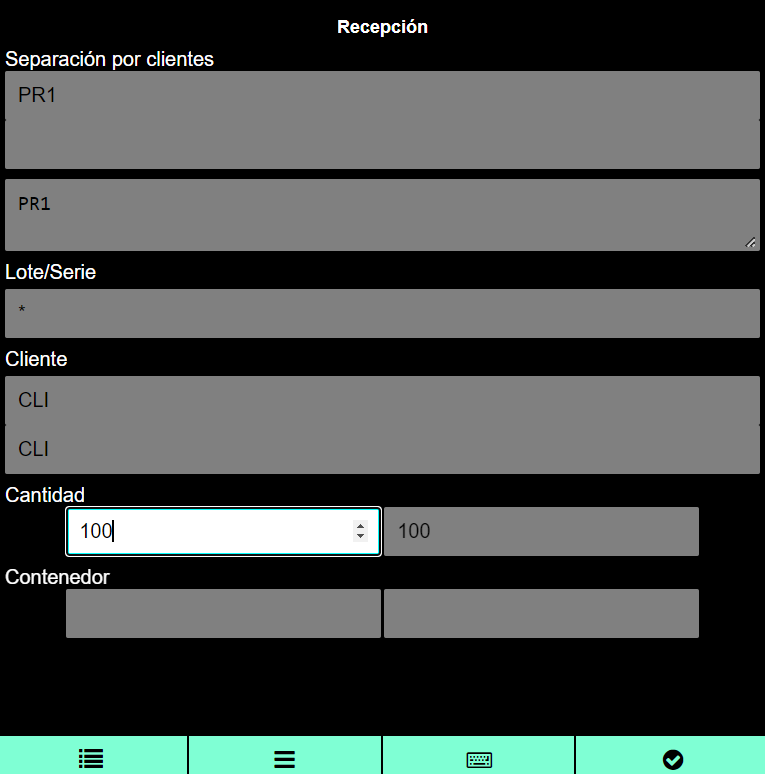 Recepción
Separación por clientes
PR1
PR1
Lote/Serie
*
Cliente
CLI
CLI
Cantidad
100 100
Contenedor